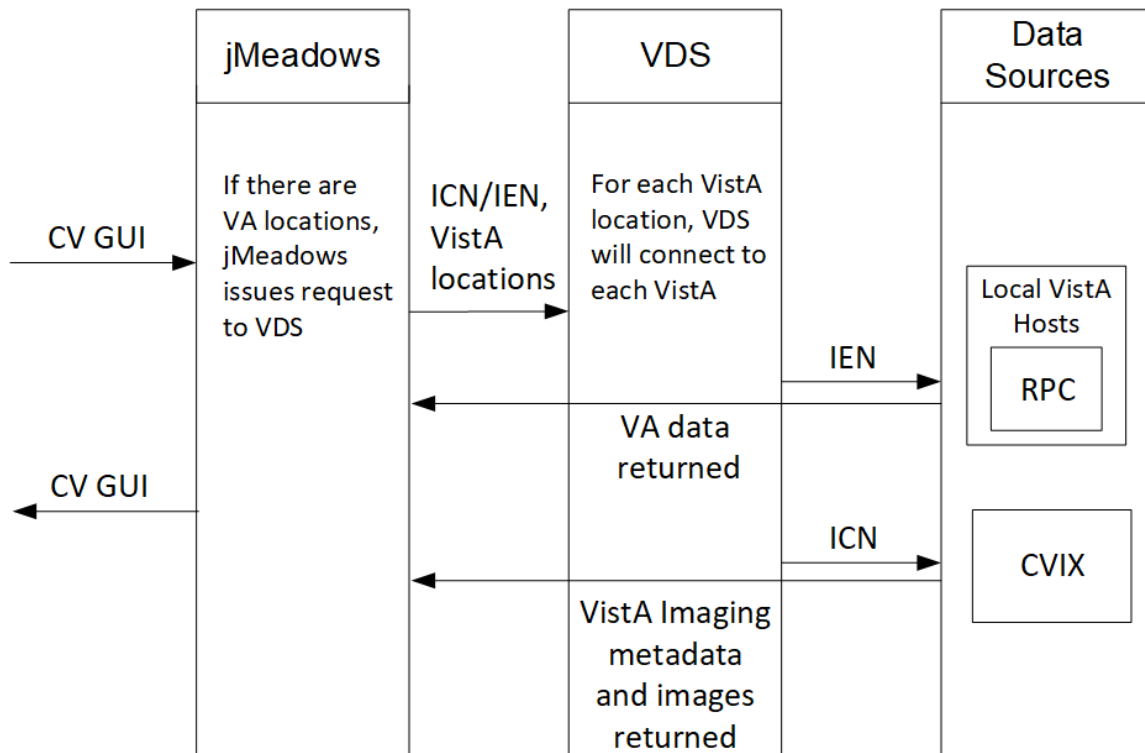 jMeadows
VDS
Data
Sources
If there are
VA locations,
jMeadows
issues request
to VDS
CV GUI
ICN/IEN,
VistA
locations
For each VistA
location, VDS
will connect to
each VistA
Local VistA
Hosts
RPC
IEN
VA data
returned
CV GUI
ICN
CVIX
VistA Imaging
metadata
and images
returned